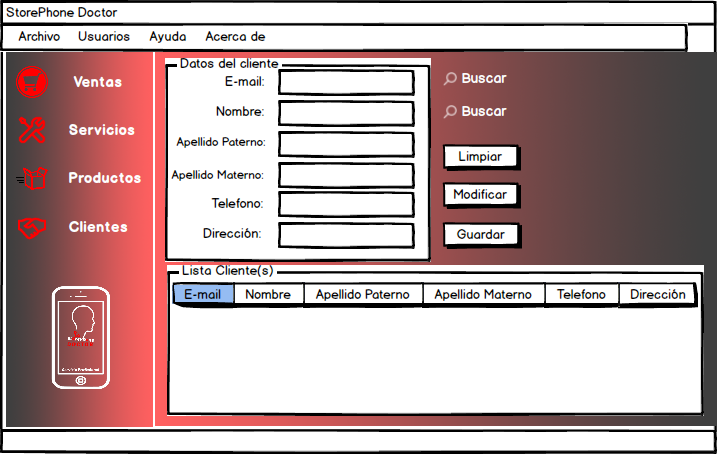 StorePhone Doctor
Archivo Usuarios Ayuda Acerca de
Ventas
Servicios
Productos
Clientes
Datos del cliente
E-mail:
Buscar
Nombre:
Buscar
Apellido Paterno:
Limpiar
Apellido Materno:
Modificar
Telefono:
Dirección:
Guardar
Lista Cliente(s)
E-mail Nombre Apellido Paterno Apellido Materno Telefono Dirección